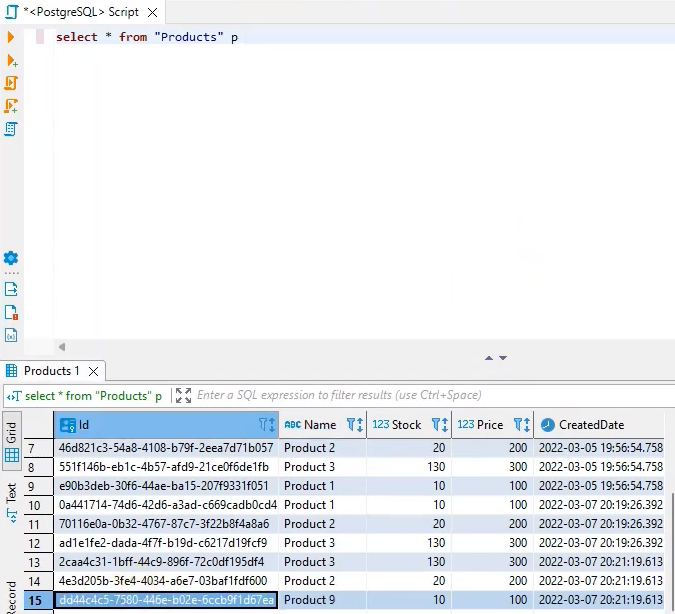 *<PostgreSQL> Script
select * from "Products" p
Products 1
select * from "Products" p Enter a SQL expression to filter results (use Ctrl+Space)
Grid
Text
Record
Id ABC Name 123 Stock 123 Price CreatedDate
7 46d821c3-54a8-4108-b79f-2eea7d71b057 Product 2 20 200 2022-03-05 19:56:54.758
8 551f146b-eb1c-4b57-afd9-21ce0f6de1fb Product 3 130 300 2022-03-05 19:56:54.758
9 e90b3deb-30f6-44ae-ba15-207f9331f051 Product 1 10 100 2022-03-05 19:56:54.758
10 0a441714-74d6-42d6-a3ad-c669cadb0cd4 Product 1 10 100 2022-03-07 20:19:26.392
11 70116e0a-0b32-4767-87c7-3f22b8f4a8a6 Product 2 20 200 2022-03-07 20:19:26.392
12 ad1e1fe2-dada-4f7f-b19d-c6217d19fcf9 Product 3 130 300 2022-03-07 20:19:26.392
13 2caa4c31-1bff-44c9-896f-72c0df195df4 Product 3 130 300 2022-03-07 20:21:19.613
14 4e3d205b-3fe4-4034-a6e7-03baf1fdf600 Product 2 20 200 2022-03-07 20:21:19.613
15 dd44c4c5-7580-446e-b02e-6ccb9f1d67ea Product 9 10 100 2022-03-07 20:21:19.613